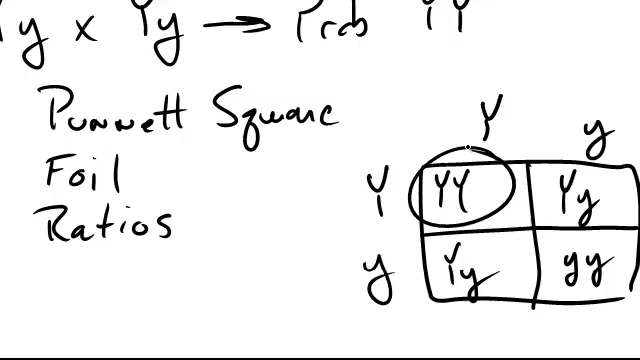 Yy x Yy → Prob YY
Punnett Square
Foil
Ratios
Y y
Y YY Yy
y Yy yy